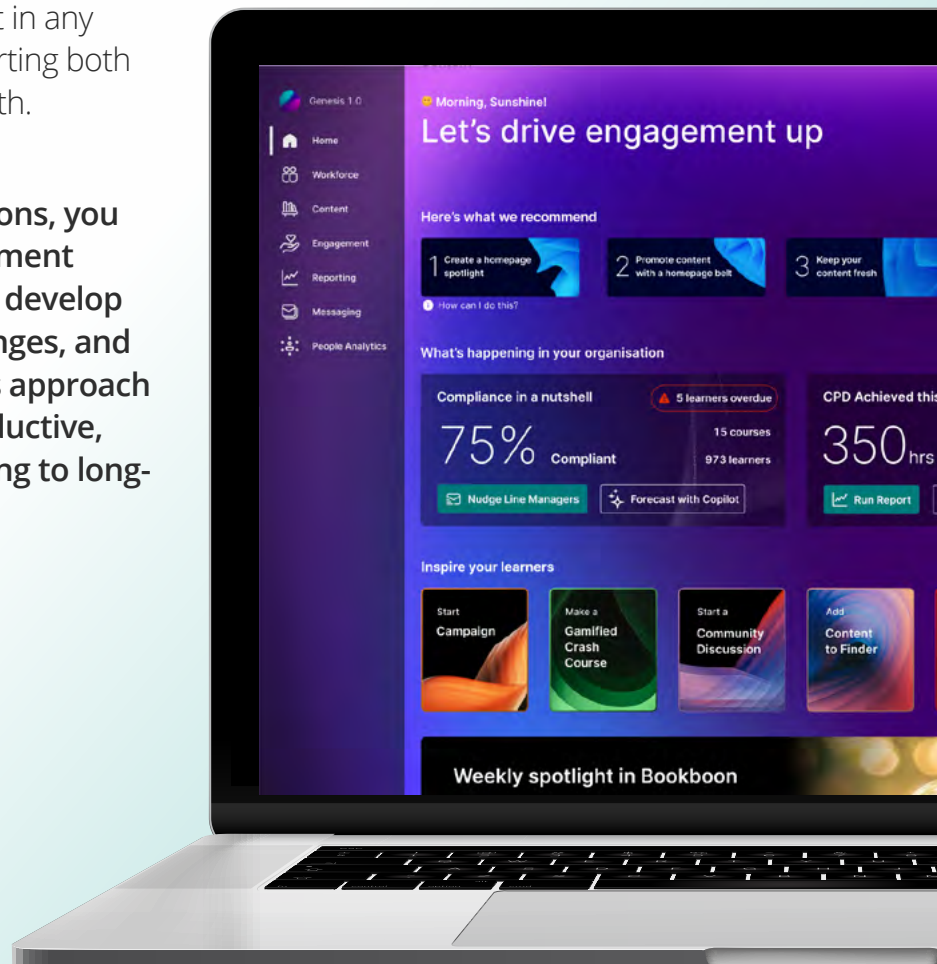 t in any
rting both
th.
ons, you
ment
develop
nges, and
s approach
ductive,
ng to long-
Genesis 1.0
Home
Workforce
Content
Engagement
Reporting
Messaging
People Analytics
Morning, Sunshine!
Let's drive engagement up
Here's what we recommend
1 Create a homepage
spotlight
2 Promote content
with a homepage belt
3 Keep your
content fresh
How can I do this?
What's happening in your organisation
Compliance in a nutshell
5 learners overdue
75% Compliant
15 courses
973 learners
Nudge Line Managers
Forecast with Copilot
CPD Achieved this
350 hrs
Run Report
Inspire your learners
Start
Campaign
Make a
Gamified
Crash
Course
Start a
Community
Discussion
Add
Content
to Finder
Weekly spotlight in Bookboon